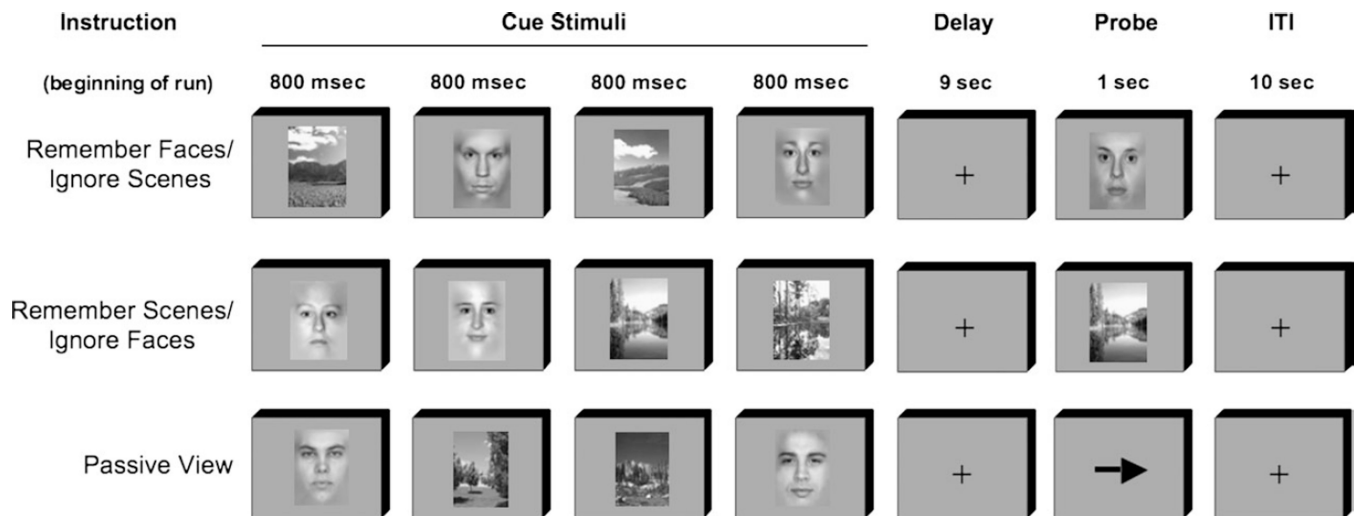 Instruction Cue Stimuli Delay Probe ITI
(beginning of run) 800 msec 800 msec 800 msec 800 msec 9 sec 1 sec 10 sec
Remember Faces/
Ignore Scenes
Remember Scenes/
Ignore Faces
Passive View